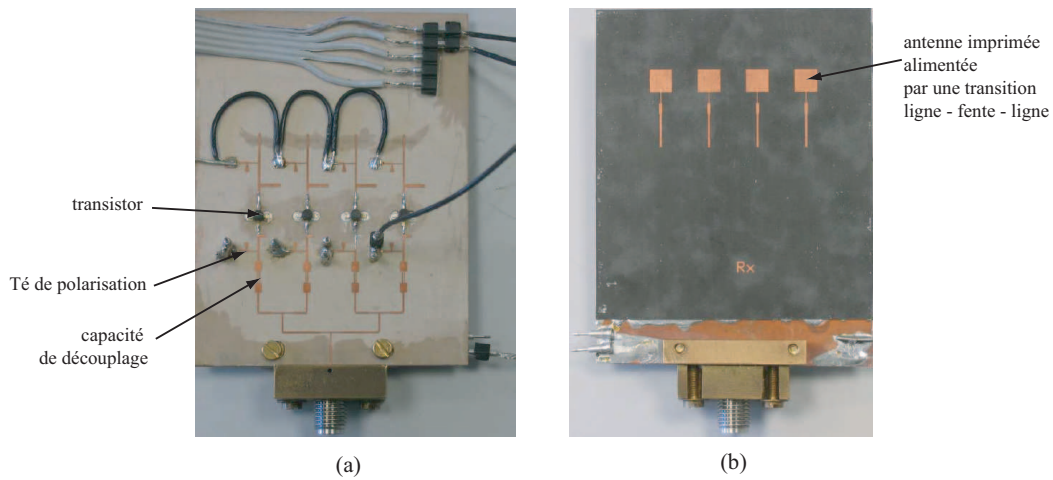 antenne imprimée
alimentée
par une transition
ligne - fente - ligne
transistor
Té de polarisation
capacité
de découplage
Rx
(a)
(b)